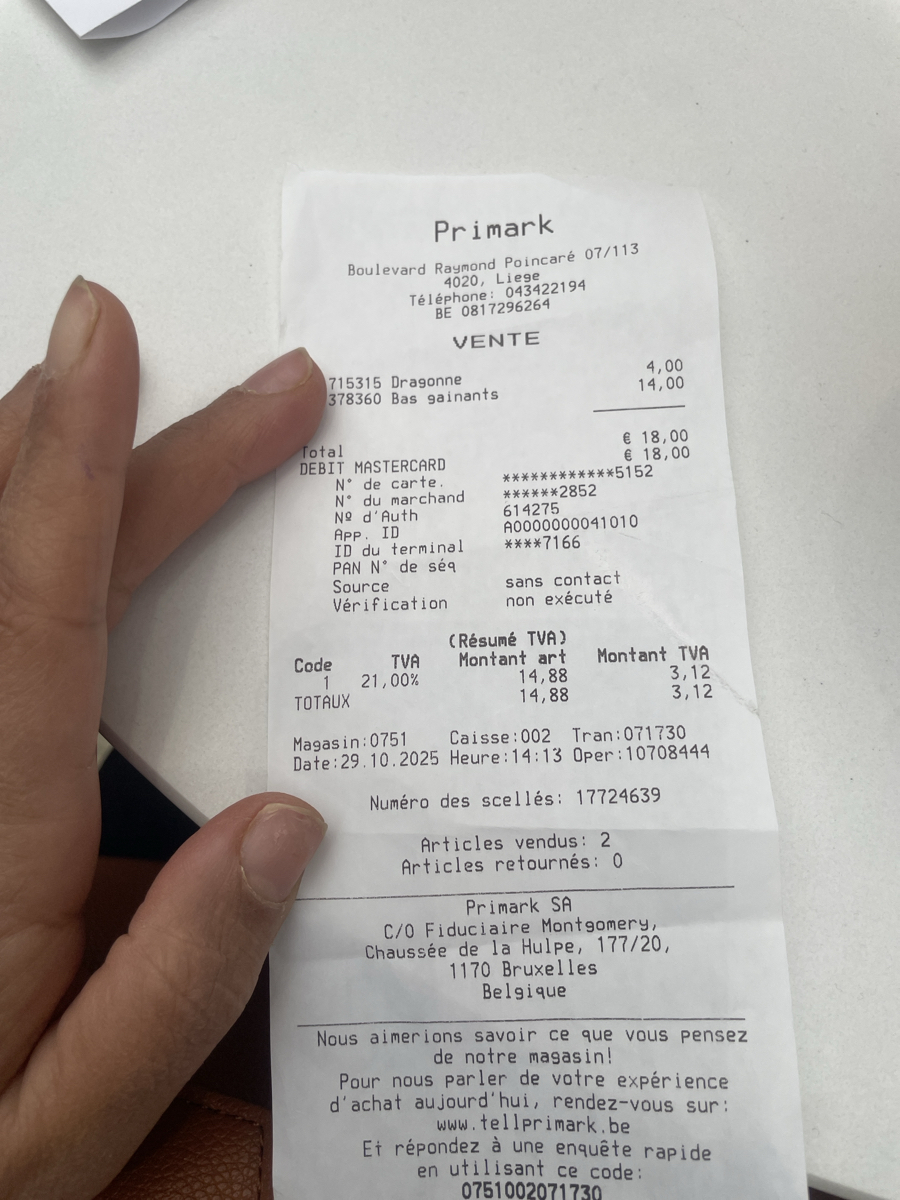 Primark
Boulevard Raymond Poincaré 07/113
4020, Liege
Téléphone: 043422194
BE 0817296264
VENTE
715315 Dragonne 4,00
378360 Bas gainants 14,00
Total € 18,00
DEBIT MASTERCARD € 18,00
N° de carte. ************5152
N° du marchand ******2852
Nº d'Auth 614275
App. ID A0000000041010
ID du terminal ****7166
PAN N° de séq
Source sans contact
Vérification non exécuté
(Résumé TVA)
Code TVA Montant art Montant TVA
1 21,00% 14,88 3,12
TOTAUX 14,88 3,12
Magasin:0751 Caisse:002 Tran:071730
Date:29.10.2025 Heure:14:13 Oper:10708444
Numéro des scellés: 17724639
Articles vendus: 2
Articles retournés: 0
Primark SA
C/O Fiduciaire Montgomery,
Chaussée de la Hulpe, 177/20,
1170 Bruxelles
Belgique
Nous aimerions savoir ce que vous pensez
de notre magasin!
Pour nous parler de votre expérience
d'achat aujourd'hui, rendez-vous sur:
www.tellprimark.be
Et répondez à une enquête rapide
en utilisant ce code:
0751002071730